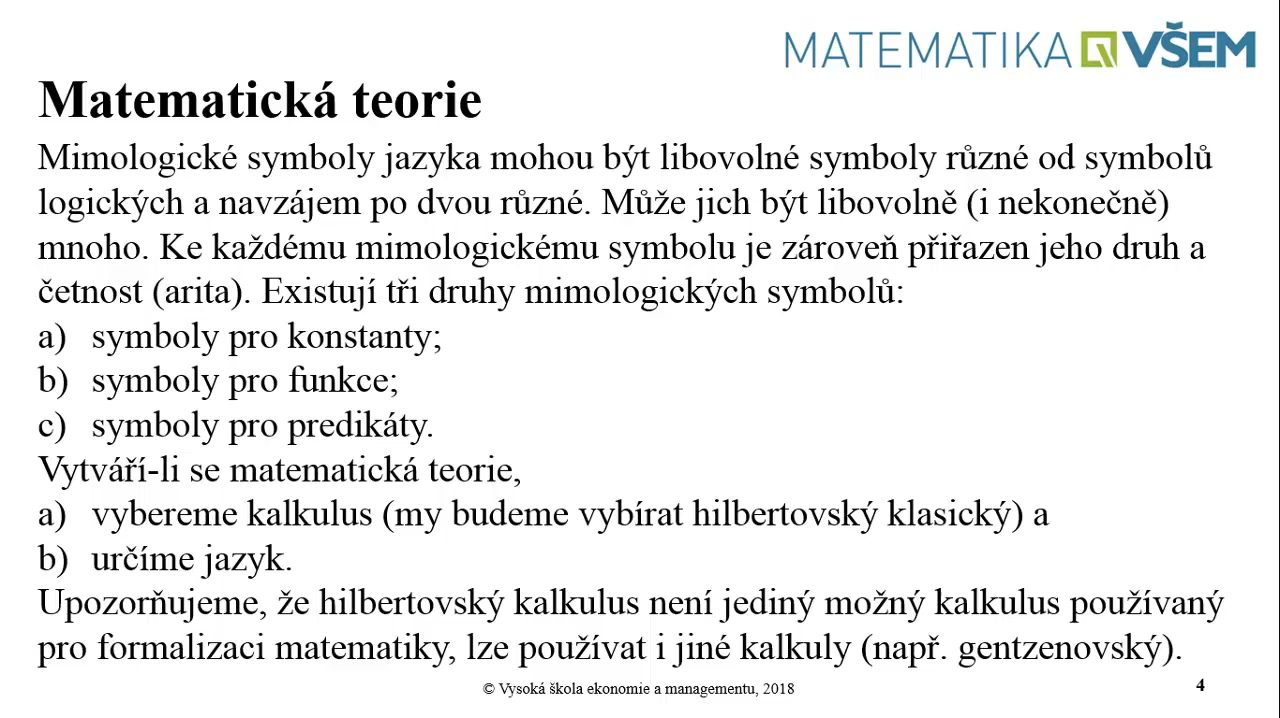 MATEMATIKA VŠEM
Matematická teorie
Mimologické symboly jazyka mohou být libovolné symboly různé od symbolů
logických a navzájem po dvou různé. Může jich být libovolně (i nekonečně)
mnoho. Ke každému mimologickému symbolu je zároveň přiřazen jeho druh a
četnost (arita). Existují tři druhy mimologických symbolů:
a) symboly pro konstanty;
b) symboly pro funkce;
c) symboly pro predikáty.
Vytváří-li se matematická teorie,
a) vybereme kalkulus (my budeme vybírat hilbertovský klasický) a
b) určíme jazyk.
Upozorňujeme, že hilbertovský kalkulus není jediný možný kalkulus používaný
pro formalizaci matematiky, lze používat i jiné kalkuly (např. gentzenovský).
© Vysoká škola ekonomie a managementu, 2018
4